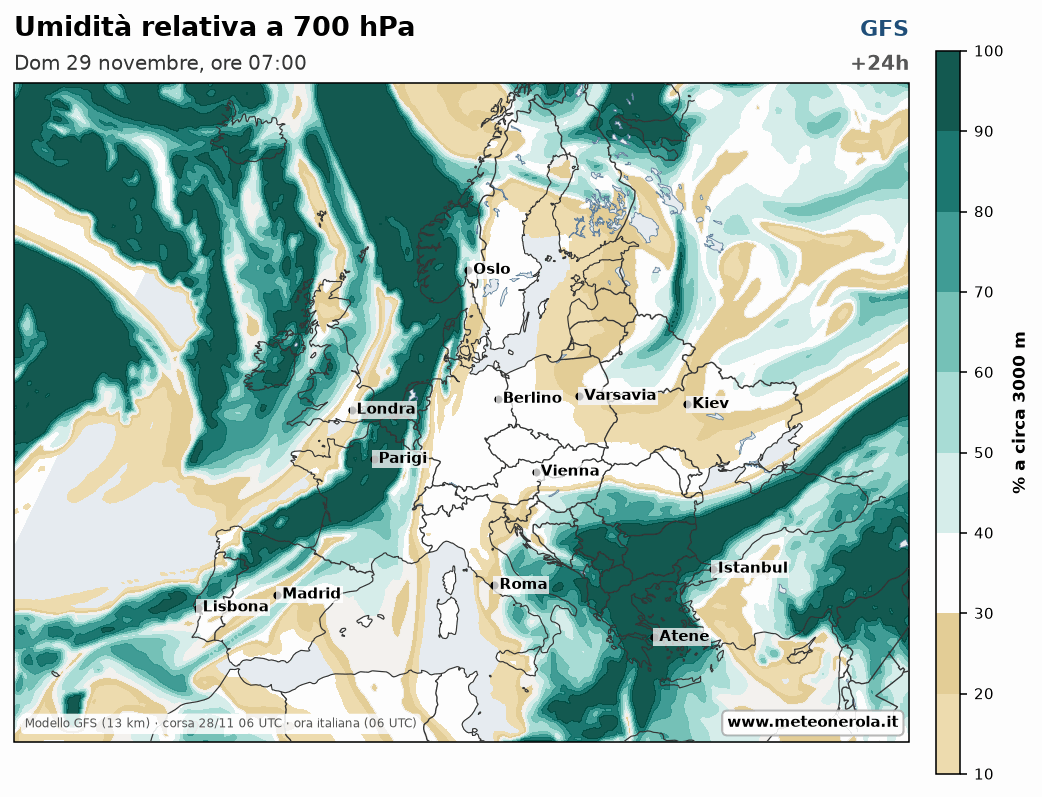 Umidità relativa a 700 hPa
GFS
Dom 29 novembre, ore 07:00
+24h
100
90
80
70
60
50
40
30
20
10
% a circa 3000 m
Oslo
Londra
Berlino
Varsavia
Kiev
Parigi
Vienna
Istanbul
Roma
Madrid
Lisbona
Atene
Modello GFS (13 km) · corsa 28/11 06 UTC · ora italiana (06 UTC)
www.meteonerola.it